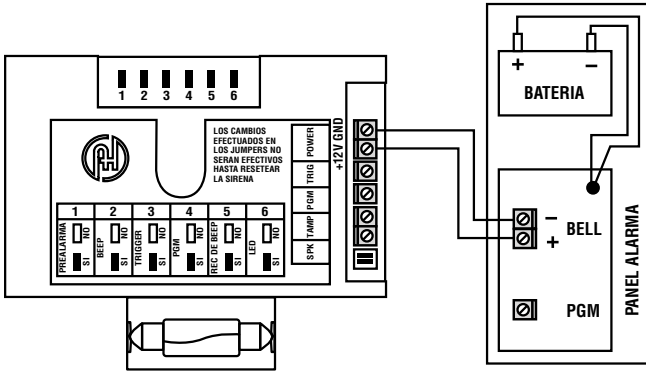 1 2 3 4 5 6
LOS CAMBIOS
EFECTUADOS EN
LOS JUMPERS NO
SERAN EFECTIVOS
HASTA RESETEAR
LA SIRENA
POWER
TRIG
PGM
TAMP
SPK
+12V GND
1 2 3 4 5 6
PREALARMA NO SI
BEEP NO SI
TRIGGER NO SI
PGM NO SI
REC DE BEEP NO SI
LED NO SI
+ −
BATERIA
− BELL
+
PGM
PANEL ALARMA